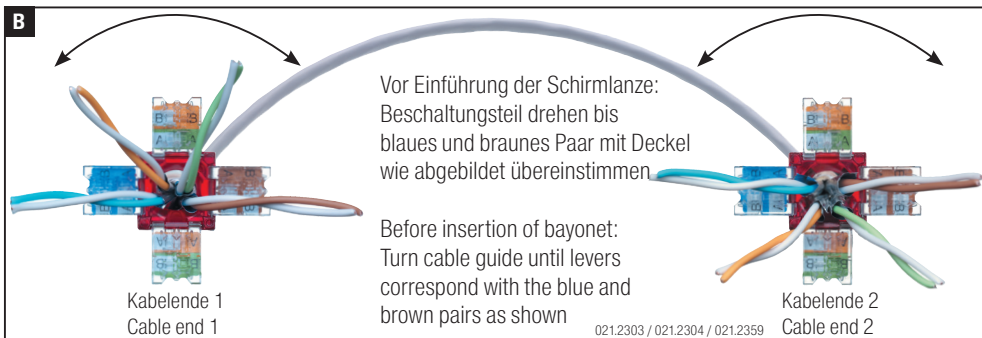 B
Vor Einführung der Schirmlanze:
Beschaltungsteil drehen bis
blaues und braunes Paar mit Deckel
wie abgebildet übereinstimmen
Before insertion of bayonet:
Turn cable guide until levers
correspond with the blue and
brown pairs as shown
Kabelende 1
Cable end 1
021.2303 / 021.2304 / 021.2359
Kabelende 2
Cable end 2
B B
A A
B B
A A